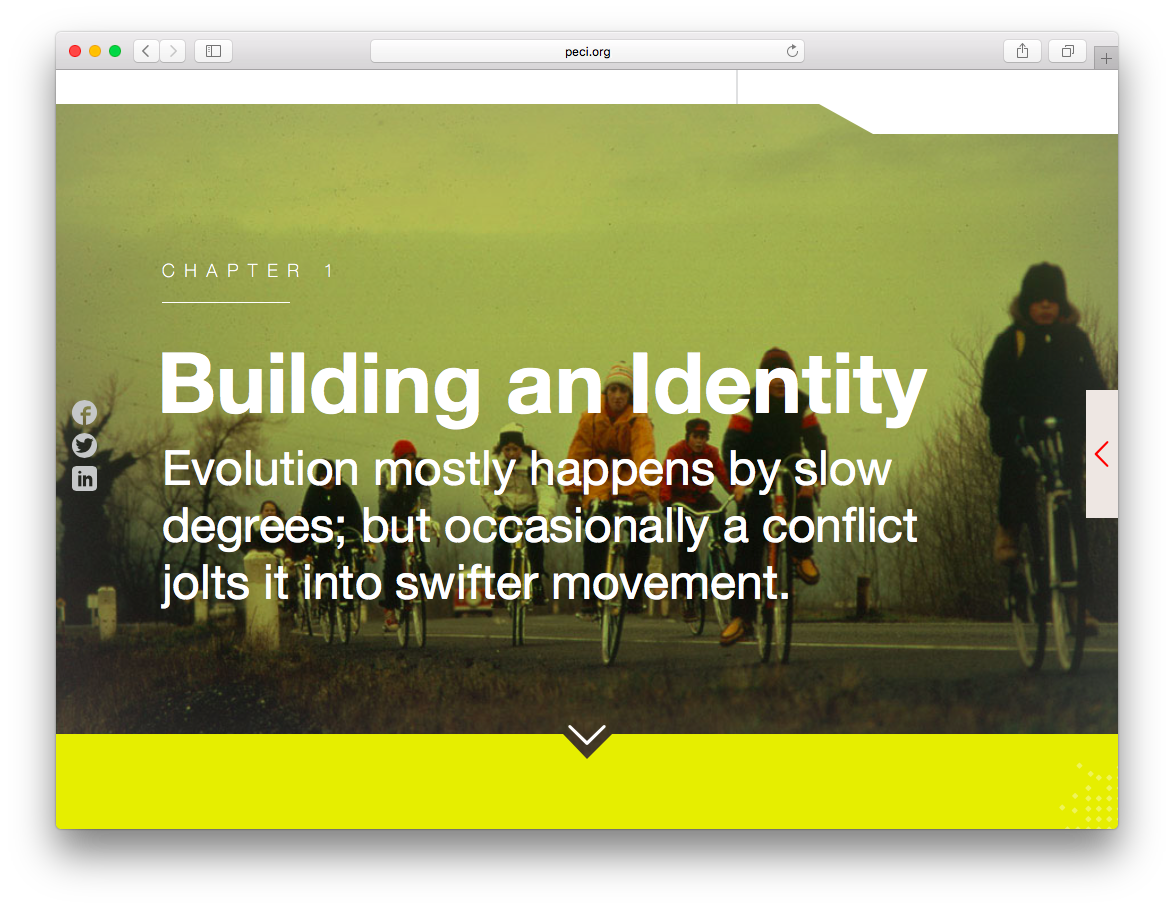 peci.org
CHAPTER 1
Building an Identity
Evolution mostly happens by slow
degrees; but occasionally a conflict
jolts it into swifter movement.
in